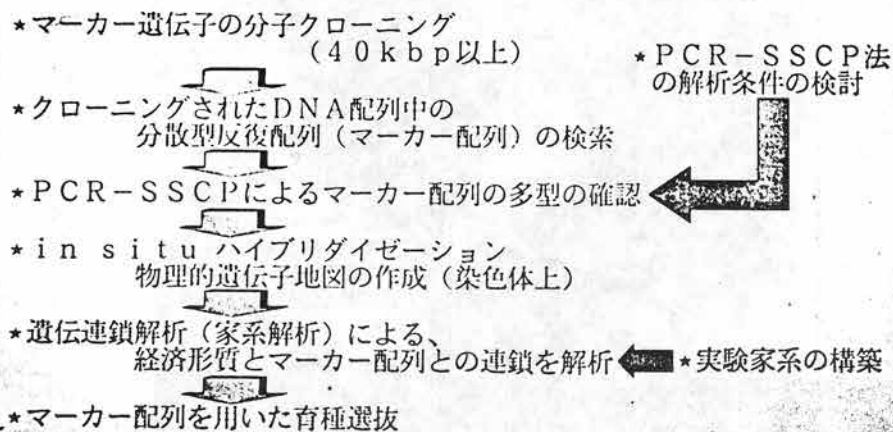 ★マーカー遺伝子の分子クローニング
(40kbp以上)
★PCR-SSCP法
の解析条件の検討
★クローニングされたDNA配列中の
分散型反復配列(マーカー配列)の検索
★PCR-SSCPによるマーカー配列の多型の確認
★in situ ハイブリダイゼーション
物理的遺伝子地図の作成(染色体上)
★遺伝連鎖解析(家系解析)による、
経済形質とマーカー配列との連鎖を解析
★実験家系の構築
★マーカー配列を用いた育種選抜